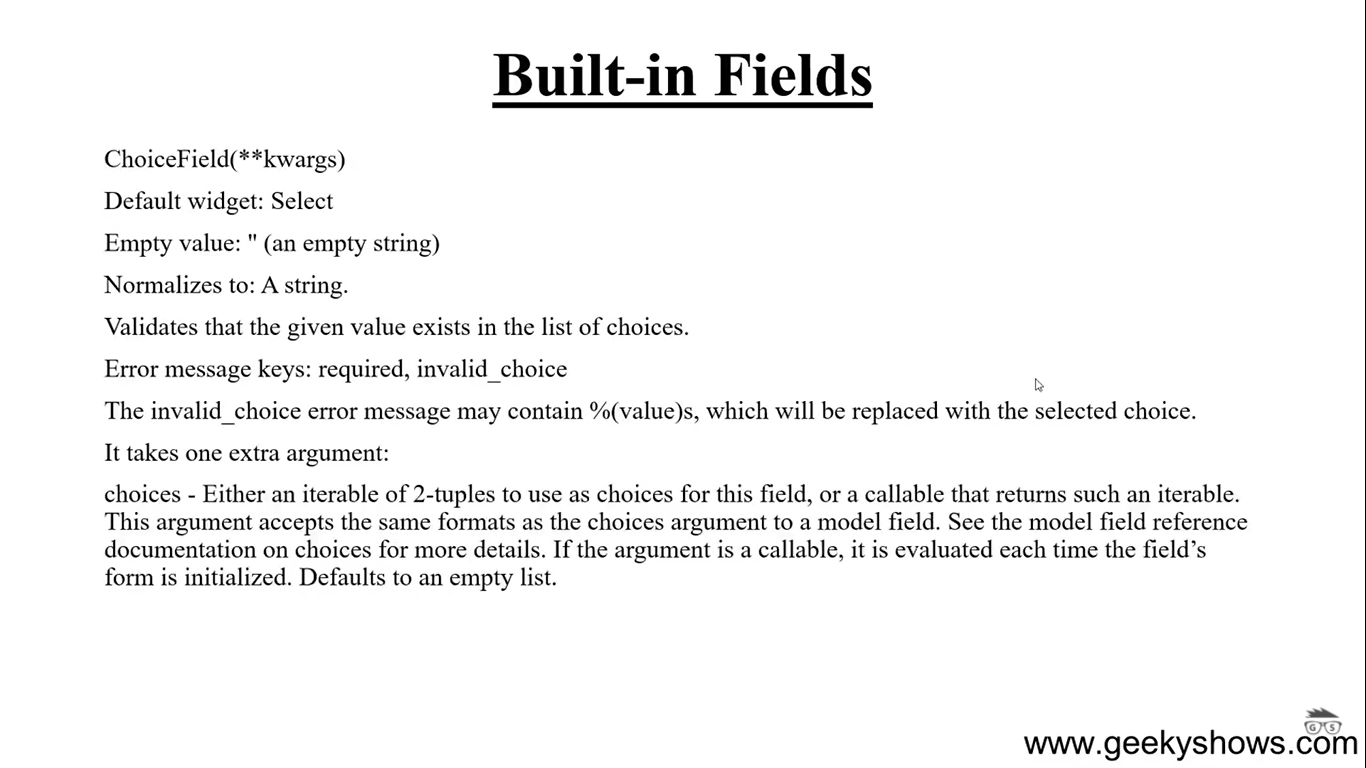 Built-in Fields
ChoiceField(**kwargs)
Default widget: Select
Empty value: '' (an empty string)
Normalizes to: A string.
Validates that the given value exists in the list of choices.
Error message keys: required, invalid_choice
The invalid_choice error message may contain %(value)s, which will be replaced with the selected choice.
It takes one extra argument:
choices - Either an iterable of 2-tuples to use as choices for this field, or a callable that returns such an iterable.
This argument accepts the same formats as the choices argument to a model field. See the model field reference
documentation on choices for more details. If the argument is a callable, it is evaluated each time the field’s
form is initialized. Defaults to an empty list.
G S
www.geekyshows.com